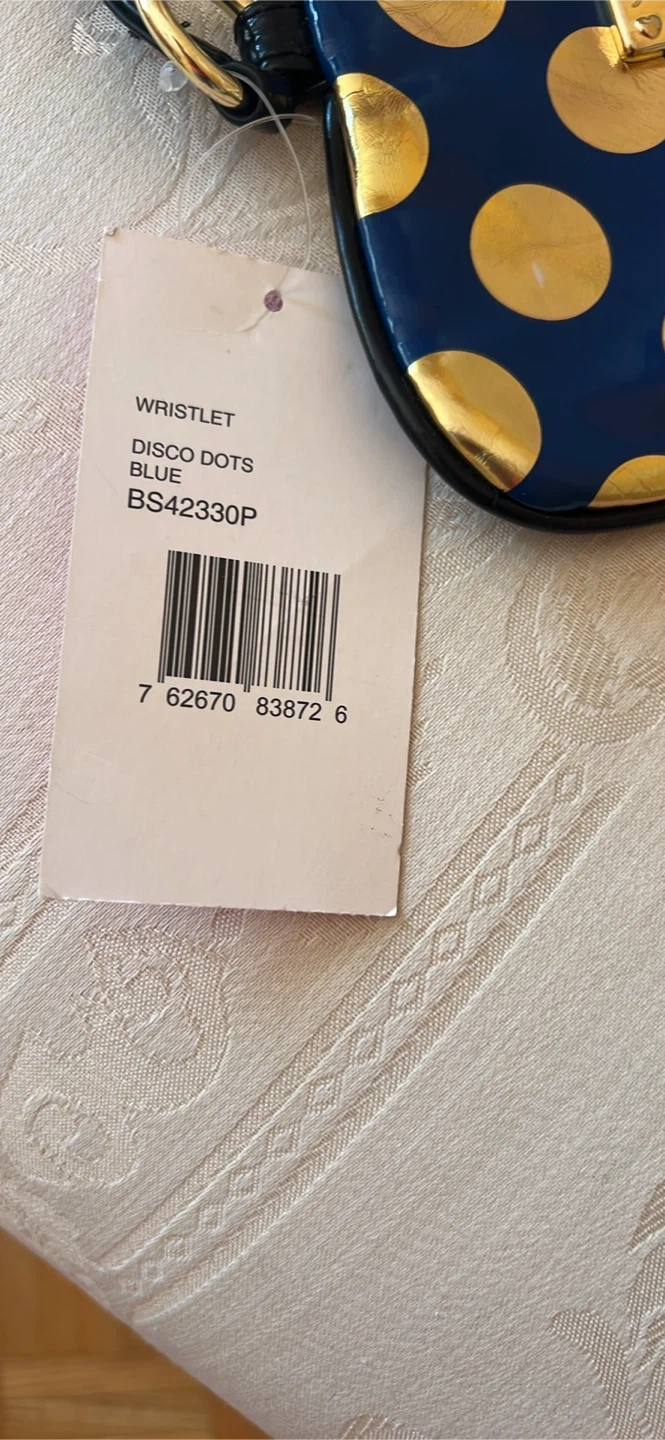 WRISTLET
DISCO DOTS
BLUE
BS42330P
7 62670 83872 6